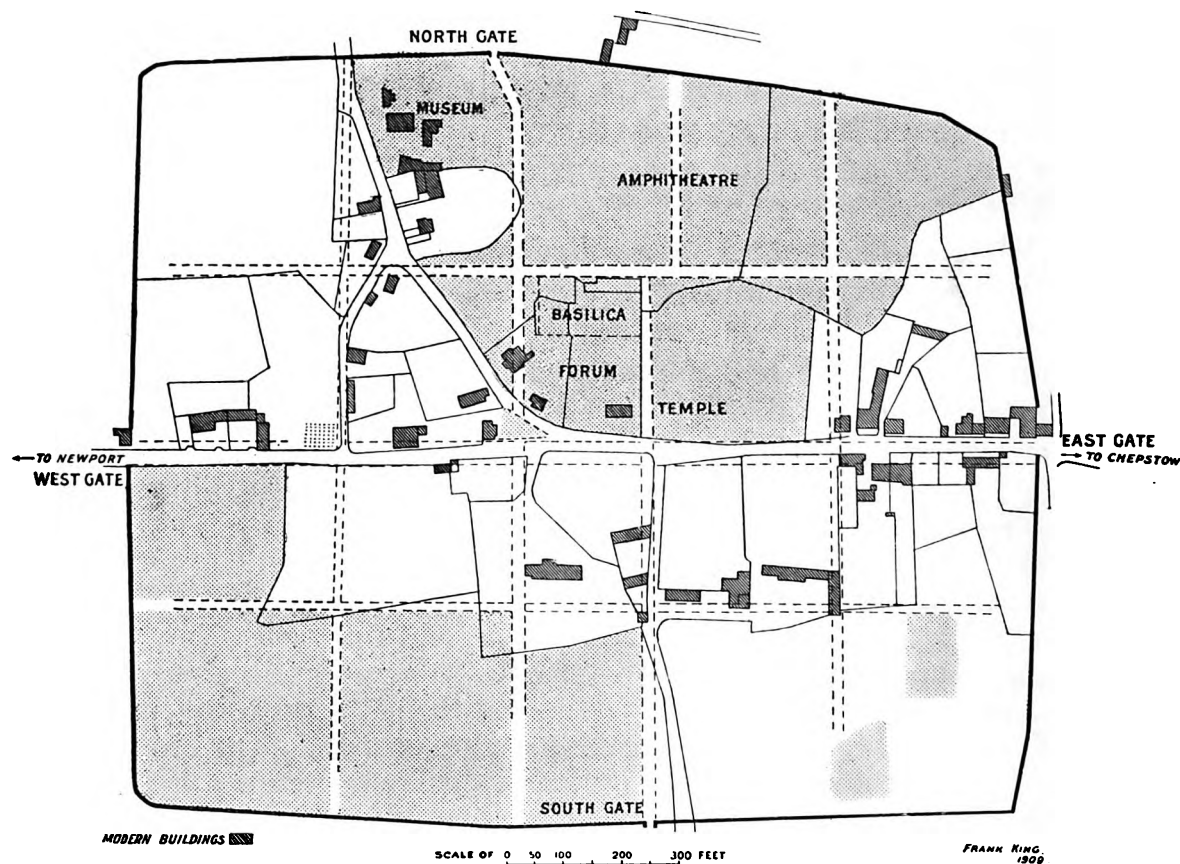 NORTH GATE
MUSEUM
AMPHITHEATRE
BASILICA
FORUM
TEMPLE
TO NEWPORT
WEST GATE
EAST GATE
TO CHEPSTOW
SOUTH GATE
MODERN BUILDINGS
SCALE OF 0 50 100 200 300 FEET
FRANK KING.
1909